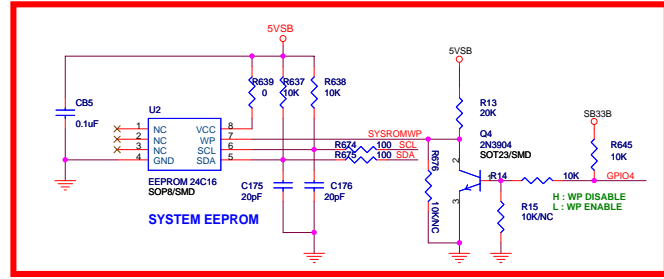 5VSB
5VSB
R639
0
R637
10K
R638
10K
CB5
0.1uF
U2
1
2
3
4
NC
NC
NC
GND
VCC
WP
SCL
SDA
8
7
6
5
EEPROM 24C16
SOP8/SMD
SYSROMWP
R674
100
SCL
R675
100
SDA
C175
20pF
C176
20pF
SYSTEM EEPROM
R676
10K/NC
R13
20K
Q4
2N3904
SOT23/SMD
2
1
3
R14
10K
R15
10K/NC
SB33B
R645
10K
GPIO4
H : WP DISABLE
L : WP ENABLE